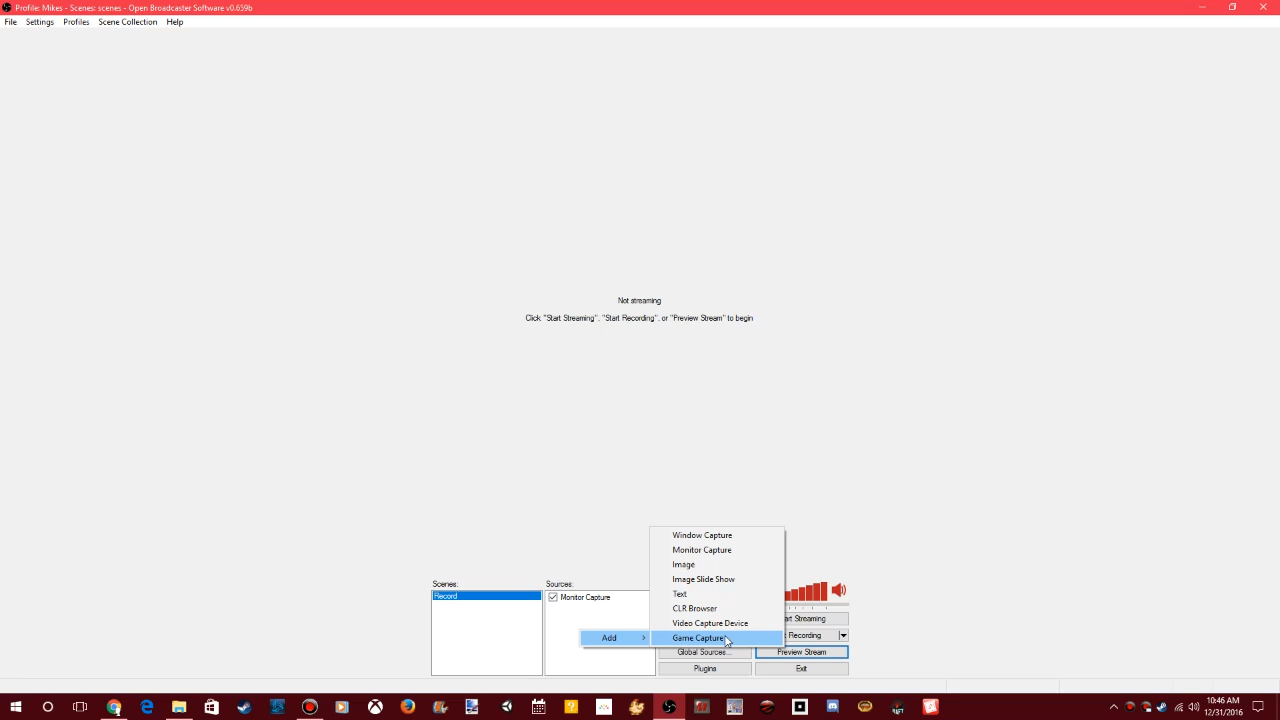 Profile: Mikes - Scenes: scenes - Open Broadcaster Software v0.659b
File Settings Profiles Scene Collection Help
Not streaming
Click "Start Streaming", "Start Recording", or "Preview Stream" to begin
Window Capture
Monitor Capture
Image
Image Slide Show
Text
CLR Browser
Video Capture Device
Game Capture
Add
Scenes:
Record
Sources:
Monitor Capture
art Streaming
Recording
Global Sources...
Preview Stream
Plugins
Exit
10:46 AM
12/31/2016